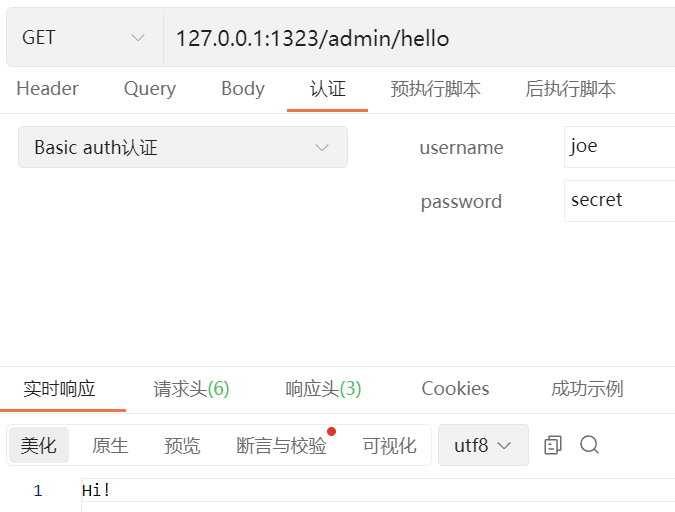 GET 127.0.0.1:1323/admin/hello
Header Query Body 认证 预执行脚本 后执行脚本
Basic auth认证 username joe
password secret
实时响应 请求头(6) 响应头(3) Cookies 成功示例
美化 原生 预览 断言与校验 可视化 utf8
1 Hi!